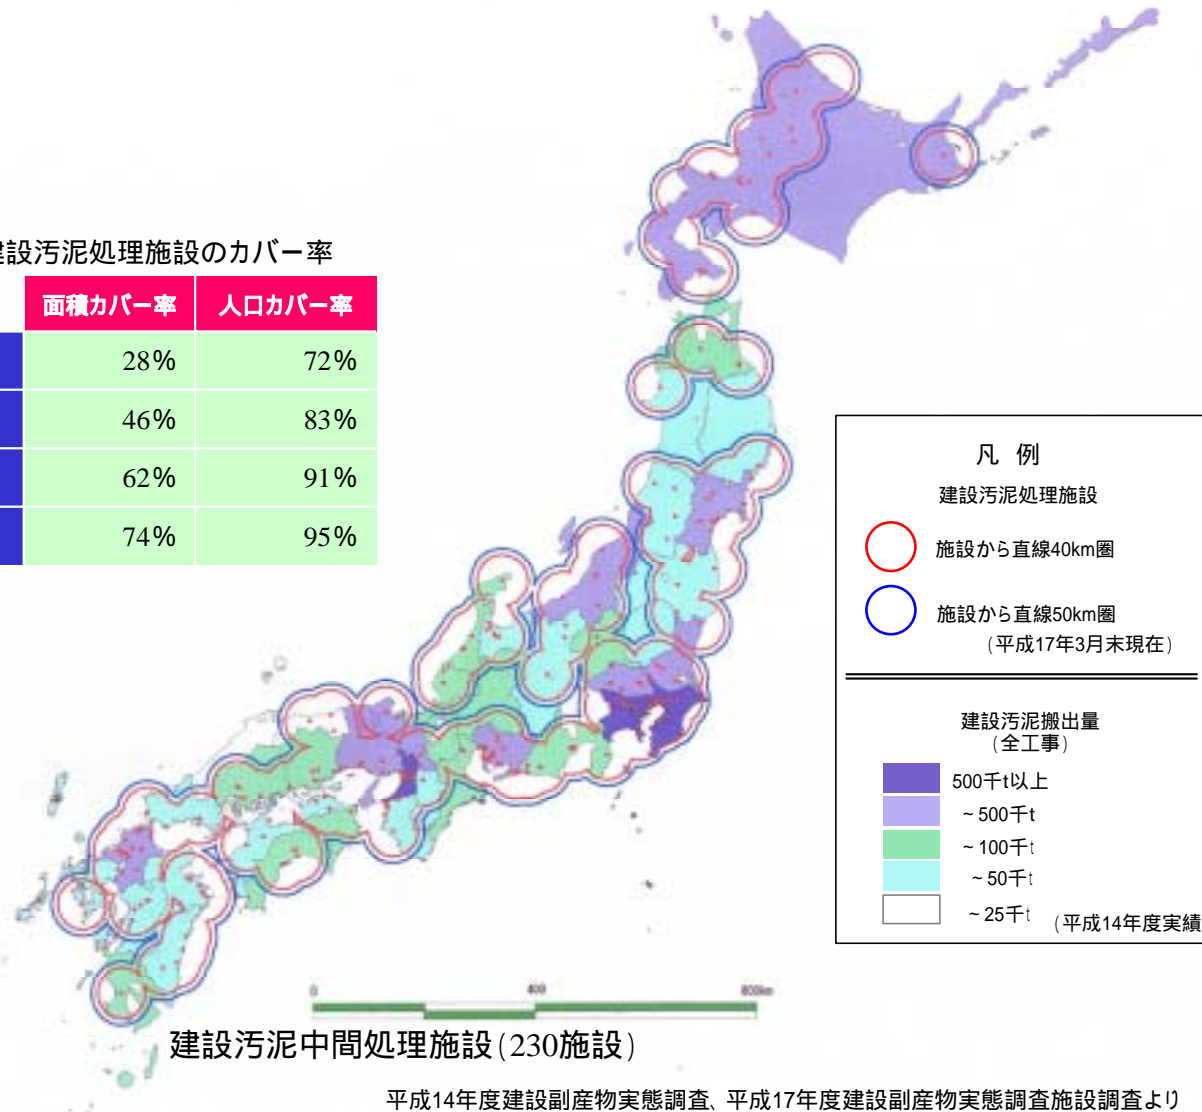 建設汚泥処理施設のカバー率
面積カバー率 人口カバー率
28% 72%
46% 83%
62% 91%
74% 95%
凡 例
建設汚泥処理施設
施設から直線40km圏
施設から直線50km圏
(平成17年3月末現在)
建設汚泥搬出量
(全工事)
500千t以上
~500千t
~100千t
~50千t
~25千t
(平成14年度実績
0 400 800km
建設汚泥中間処理施設(230施設)
平成14年度建設副産物実態調査、平成17年度建設副産物実態調査施設調査より